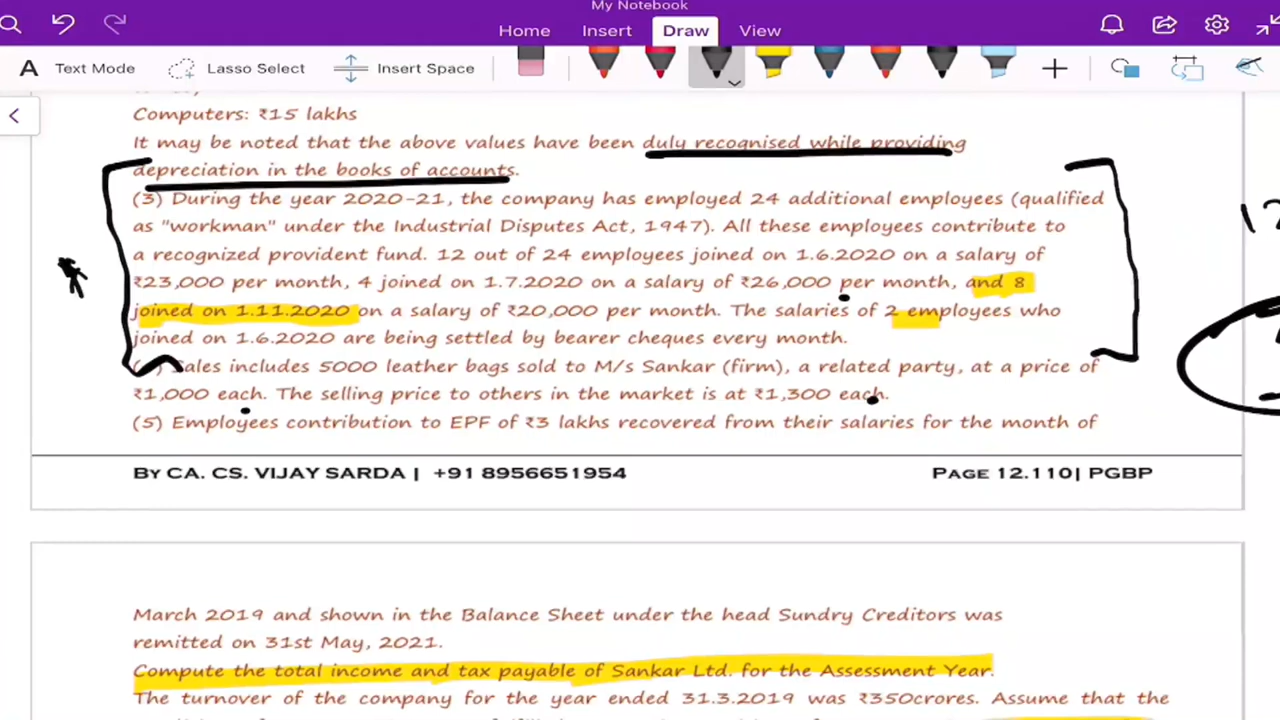 My Notebook
Home Insert Draw View
A Text Mode Lasso Select Insert Space
Computers: ₹15 lakhs
It may be noted that the above values have been duly recognised while providing
depreciation in the books of accounts.
(3) During the year 2020-21, the company has employed 24 additional employees (qualified
as "workman" under the Industrial Disputes Act, 1947). All these employees contribute to
a recognized provident fund. 12 out of 24 employees joined on 1.6.2020 on a salary of
₹23,000 per month, 4 joined on 1.7.2020 on a salary of ₹26,000 per month, and 8
joined on 1.11.2020 on a salary of ₹20,000 per month. The salaries of 2 employees who
joined on 1.6.2020 are being settled by bearer cheques every month.
Sales includes 5000 leather bags sold to M/s Sankar (firm), a related party, at a price of
₹1,000 each. The selling price to others in the market is at ₹1,300 each.
(5) Employees contribution to EPF of ₹3 lakhs recovered from their salaries for the month of
BY CA. CS. VIJAY SARDA | +91 8956651954 PAGE 12.110| PGBP
March 2019 and shown in the Balance Sheet under the head Sundry Creditors was
remitted on 31st May, 2021.
Compute the total income and tax payable of Sankar Ltd. for the Assessment Year.
The turnover of the company for the year ended 31.3.2019 was ₹350crores. Assume that the